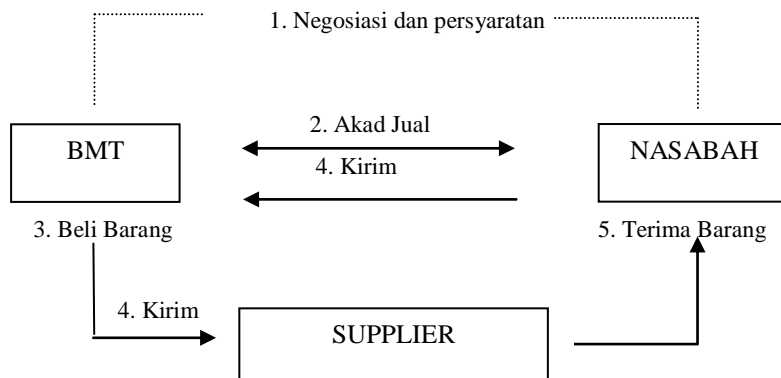 1. Negosiasi dan persyaratan
2. Akad Jual
BMT
NASABAH
4. Kirim
3. Beli Barang
5. Terima Barang
4. Kirim
SUPPLIER